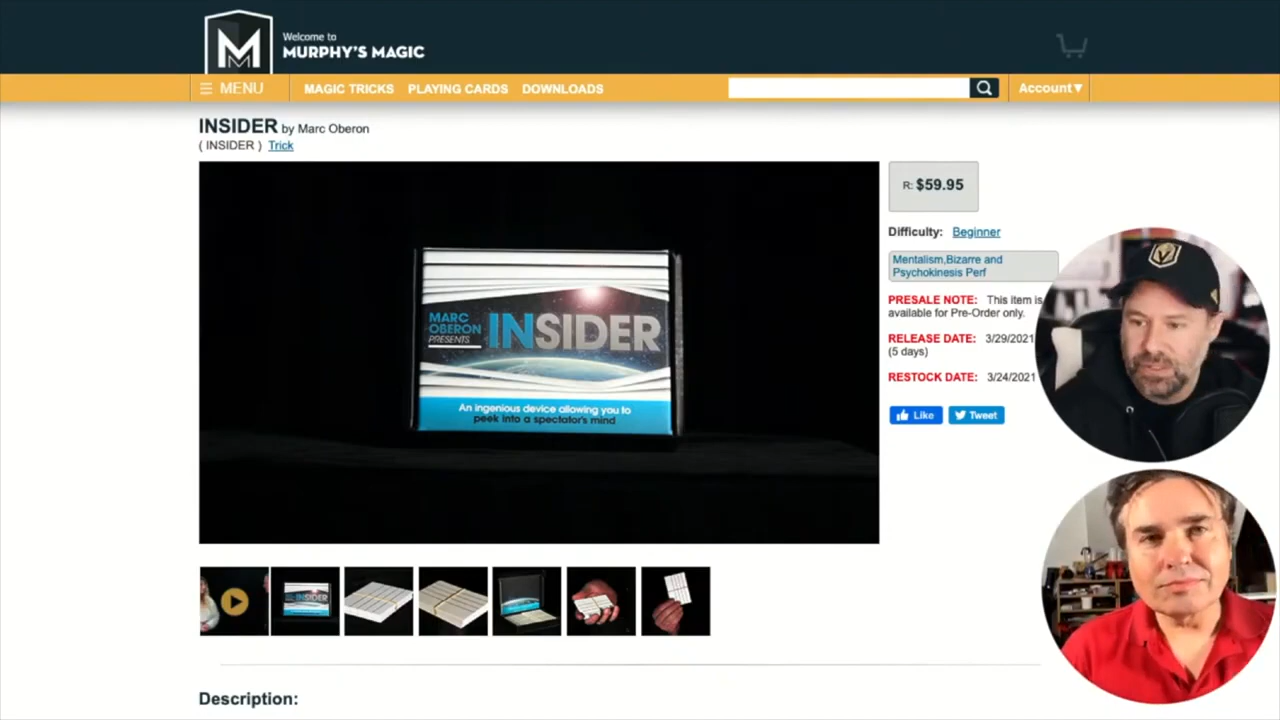 Welcome to
MURPHY'S MAGIC
MENU
MAGIC TRICKS
PLAYING CARDS
DOWNLOADS
Account▼
INSIDER by Marc Oberon
( INSIDER ) Trick
MARC
OBERON
PRESENTS
INSIDER
An ingenious device allowing you to
peek into a spectator's mind
R: $59.95
Difficulty: Beginner
Mentalism,Bizarre and
Psychokinesis Perf
PRESALE NOTE: This item is
available for Pre-Order only.
RELEASE DATE: 3/29/2021
(5 days)
RESTOCK DATE: 3/24/2021
Like
Tweet
Description: